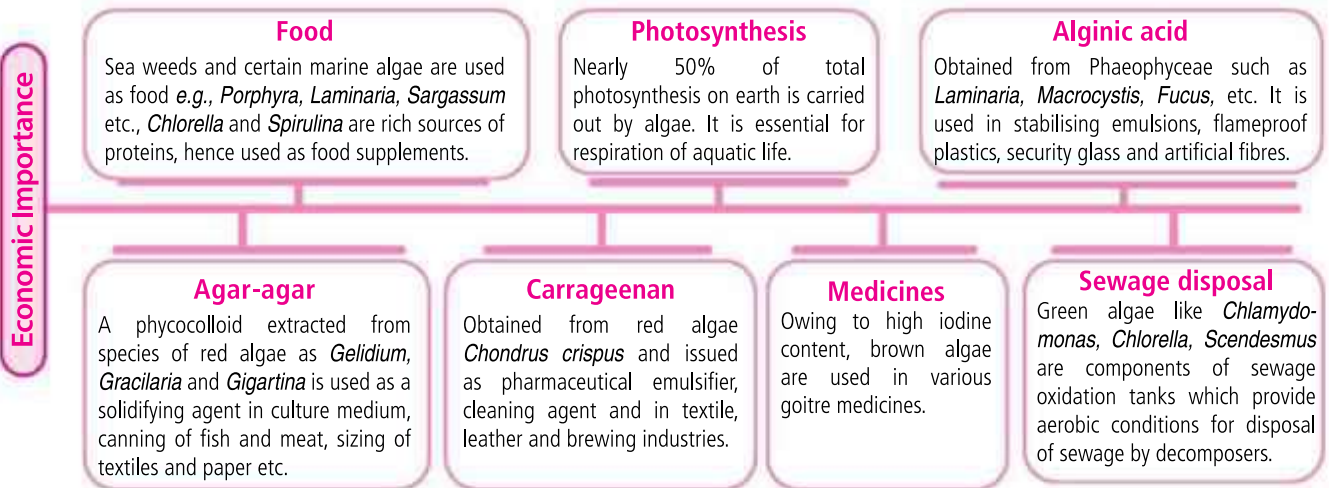 Economic Importance
Food
Sea weeds and certain marine algae are used
as food e.g., Porphyra, Laminaria, Sargassum
etc., Chlorella and Spirulina are rich sources of
proteins, hence used as food supplements.
Photosynthesis
Nearly 50% of total
photosynthesis on earth is carried
out by algae. It is essential for
respiration of aquatic life.
Alginic acid
Obtained from Phaeophyceae such as
Laminaria, Macrocystis, Fucus, etc. It is
used in stabilising emulsions, flameproof
plastics, security glass and artificial fibres.
Agar-agar
A phycocolloid extracted from
species of red algae as Gelidium,
Gracilaria and Gigartina is used as a
solidifying agent in culture medium,
canning of fish and meat, sizing of
textiles and paper etc.
Carrageenan
Obtained from red algae
Chondrus crispus and issued
as pharmaceutical emulsifier,
cleaning agent and in textile,
leather and brewing industries.
Medicines
Owing to high iodine
content, brown algae
are used in various
goitre medicines.
Sewage disposal
Green algae like Chlamydo-
monas, Chlorella, Scendesmus
are components of sewage
oxidation tanks which provide
aerobic conditions for disposal
of sewage by decomposers.